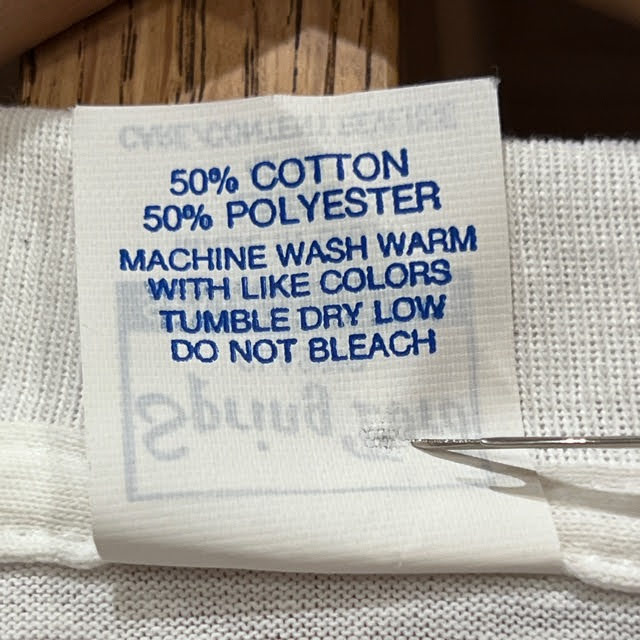 50% COTTON
50% POLYESTER
MACHINE WASH WARM
WITH LIKE COLORS
TUMBLE DRY LOW
DO NOT BLEACH